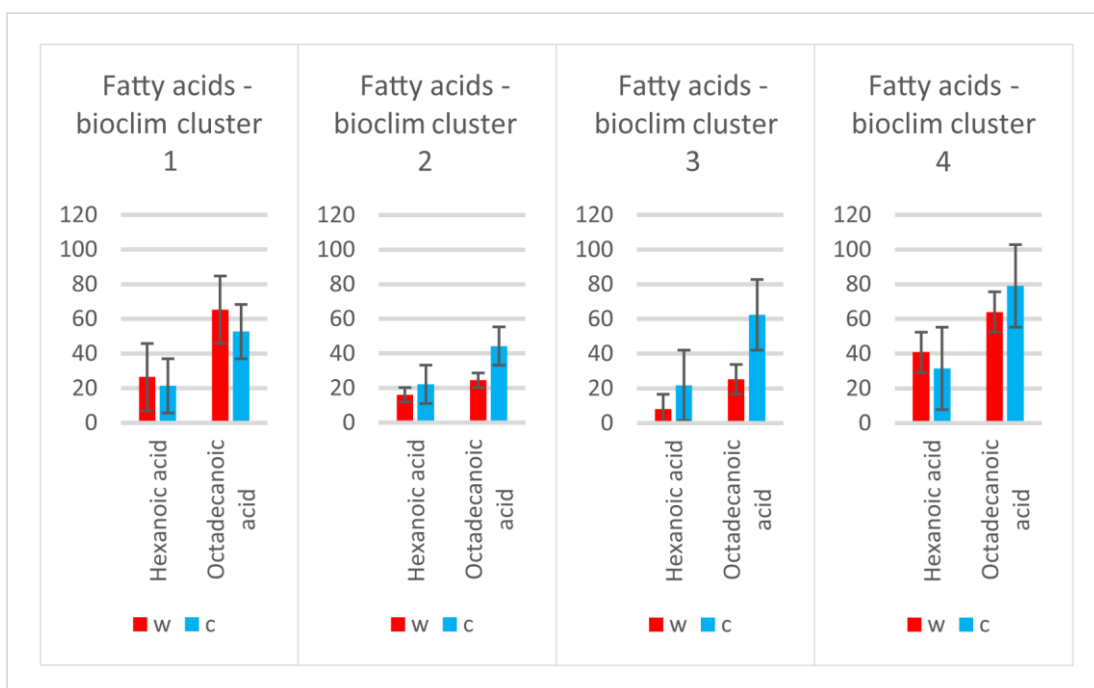 Fatty acids -
bioclim cluster
1
120
100
80
60
40
20
0
Hexanoic acid
Octadecanoic
acid
w c
Fatty acids -
bioclim cluster
2
120
100
80
60
40
20
0
Hexanoic acid
Octadecanoic
acid
w c
Fatty acids -
bioclim cluster
3
120
100
80
60
40
20
0
Hexanoic acid
Octadecanoic
acid
w c
Fatty acids -
bioclim cluster
4
120
100
80
60
40
20
0
Hexanoic acid
Octadecanoic
acid
w c